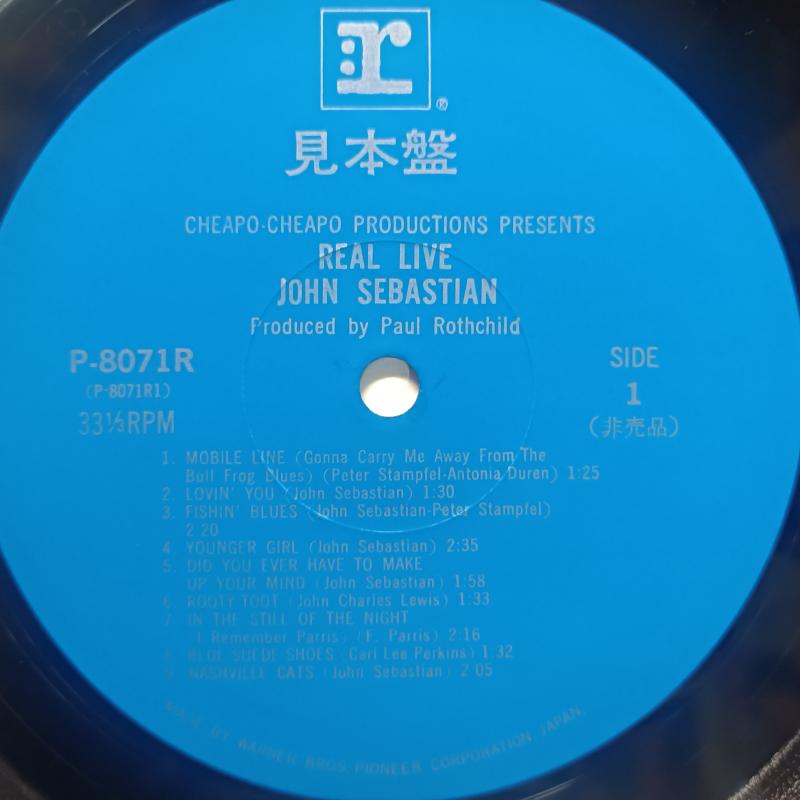 r
®
見本盤
CHEAPO-CHEAPO PRODUCTIONS PRESENTS
REAL LIVE
JOHN SEBASTIAN
Produced by Paul Rothchild
P-8071R
(P-8071R1)
33⅓RPM
SIDE
1
(非売品)
1. MOBILE LINE (Gonna Carry Me Away From The
Bull Frog Blues) (Peter Stampfel-Antonia Duren) 1:25
2. LOVIN' YOU (John Sebastian) 1:30
3. FISHIN' BLUES (John Sebastian-Peter Stampfel)
2:20
4. YOUNGER GIRL (John Sebastian) 2:35
5. DID YOU EVER HAVE TO MAKE
UP YOUR MIND (John Sebastian) 1:58
6. ROOTY TOOT (John Charles Lewis) 1:33
7. IN THE STILL OF THE NIGHT
(I Remember Parris) (F. Parris) 2:16
8. BLUE SUEDE SHOES (Carl Lee Perkins) 1:32
9. NASHVILLE CATS (John Sebastian) 2:05
MADE BY WARNER BROS. PIONEER CORPORATION, JAPAN.